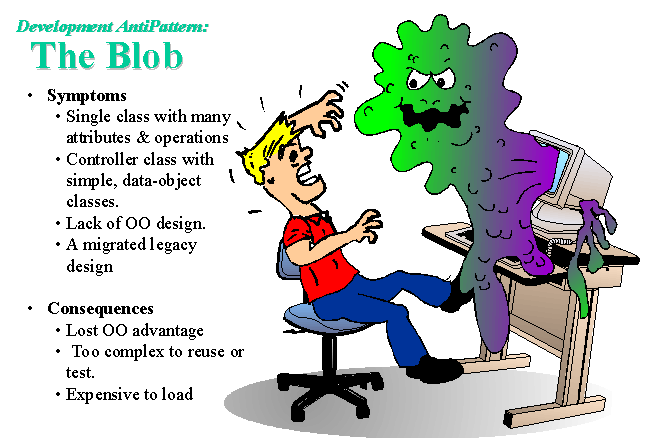 Development AntiPattern:
The Blob
• Symptoms
• Single class with many
attributes & operations
• Controller class with
simple, data-object
classes.
• Lack of OO design.
• A migrated legacy
design
• Consequences
• Lost OO advantage
• Too complex to reuse or
test.
• Expensive to load